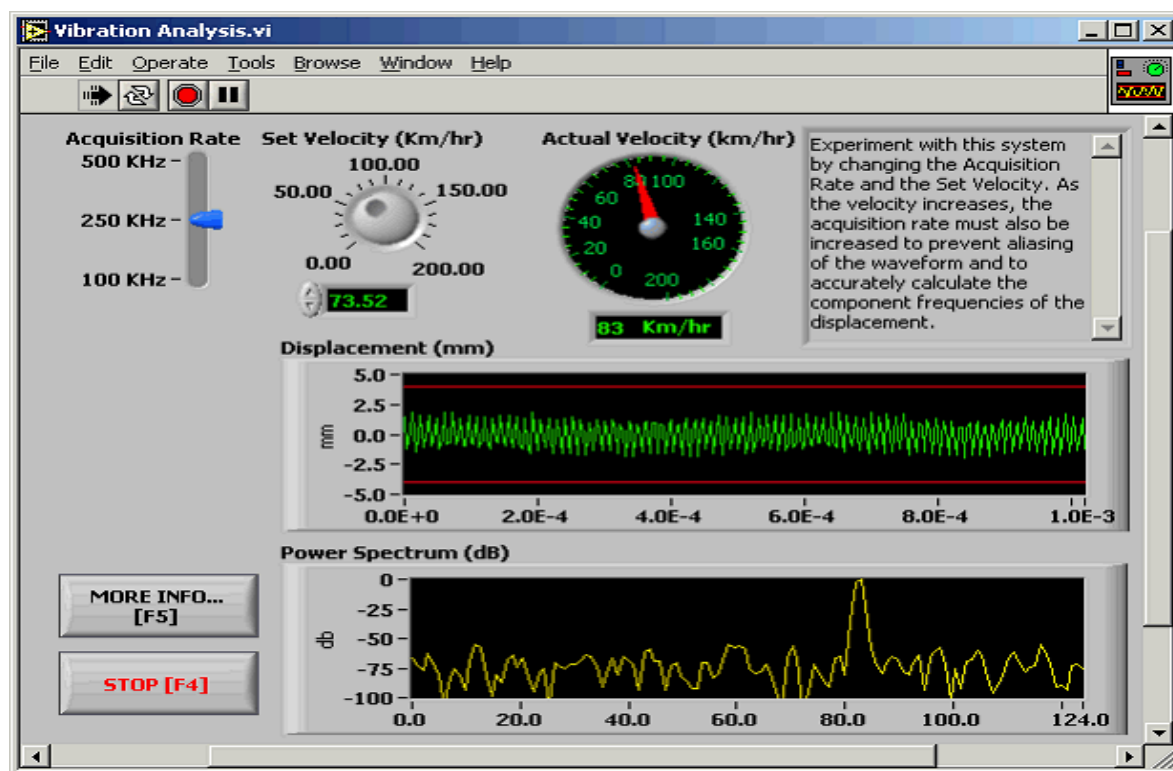 Vibration Analysis.vi
File Edit Operate Tools Browse Window Help
Acquisition Rate
500 KHz
250 KHz
100 KHz
Set Velocity (Km/hr)
100.00
50.00
150.00
0.00
200.00
73.52
Actual Velocity (km/hr)
80
100
60
40
140
20
160
0
200
83 Km/hr
Experiment with this system
by changing the Acquisition
Rate and the Set Velocity. As
the velocity increases, the
acquisition rate must also be
increased to prevent aliasing
of the waveform and to
accurately calculate the
component frequencies of the
displacement.
Displacement (mm)
mm
5.0
2.5
0.0
-2.5
-5.0
0.0E+0 2.0E-4 4.0E-4 6.0E-4 8.0E-4 1.0E-3
Power Spectrum (dB)
db
0
-25
-50
-75
-100
0.0 20.0 40.0 60.0 80.0 100.0 124.0
MORE INFO...
[F5]
STOP [F4]